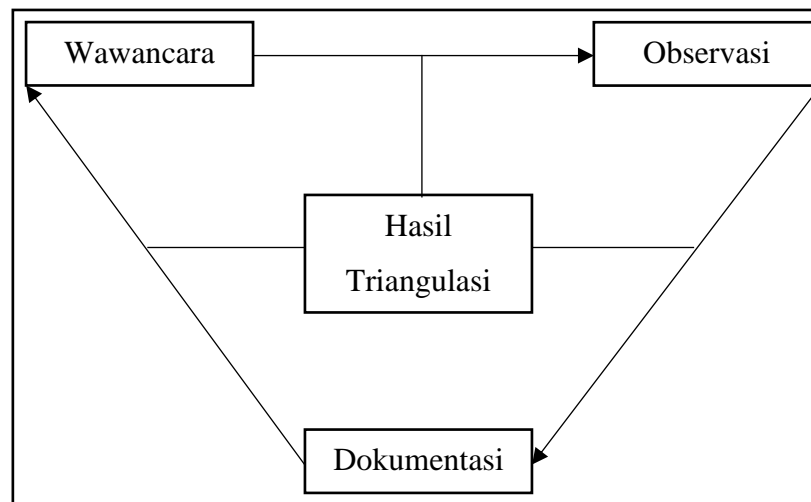 Wawancara
Observasi
Hasil
Triangulasi
Dokumentasi